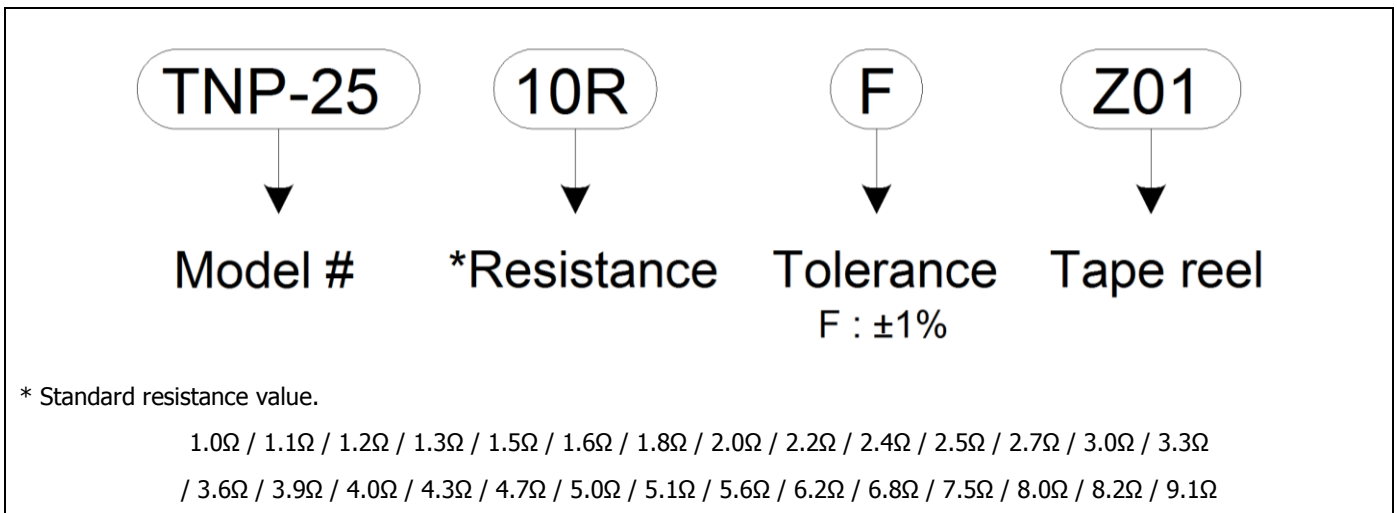 TNP-25 10R F Z01
Model # *Resistance Tolerance Tape reel
F : ±1%
* Standard resistance value.
1.0Ω / 1.1Ω / 1.2Ω / 1.3Ω / 1.5Ω / 1.6Ω / 1.8Ω / 2.0Ω / 2.2Ω / 2.4Ω / 2.5Ω / 2.7Ω / 3.0Ω / 3.3Ω
/ 3.6Ω / 3.9Ω / 4.0Ω / 4.3Ω / 4.7Ω / 5.0Ω / 5.1Ω / 5.6Ω / 6.2Ω / 6.8Ω / 7.5Ω / 8.0Ω / 8.2Ω / 9.1Ω